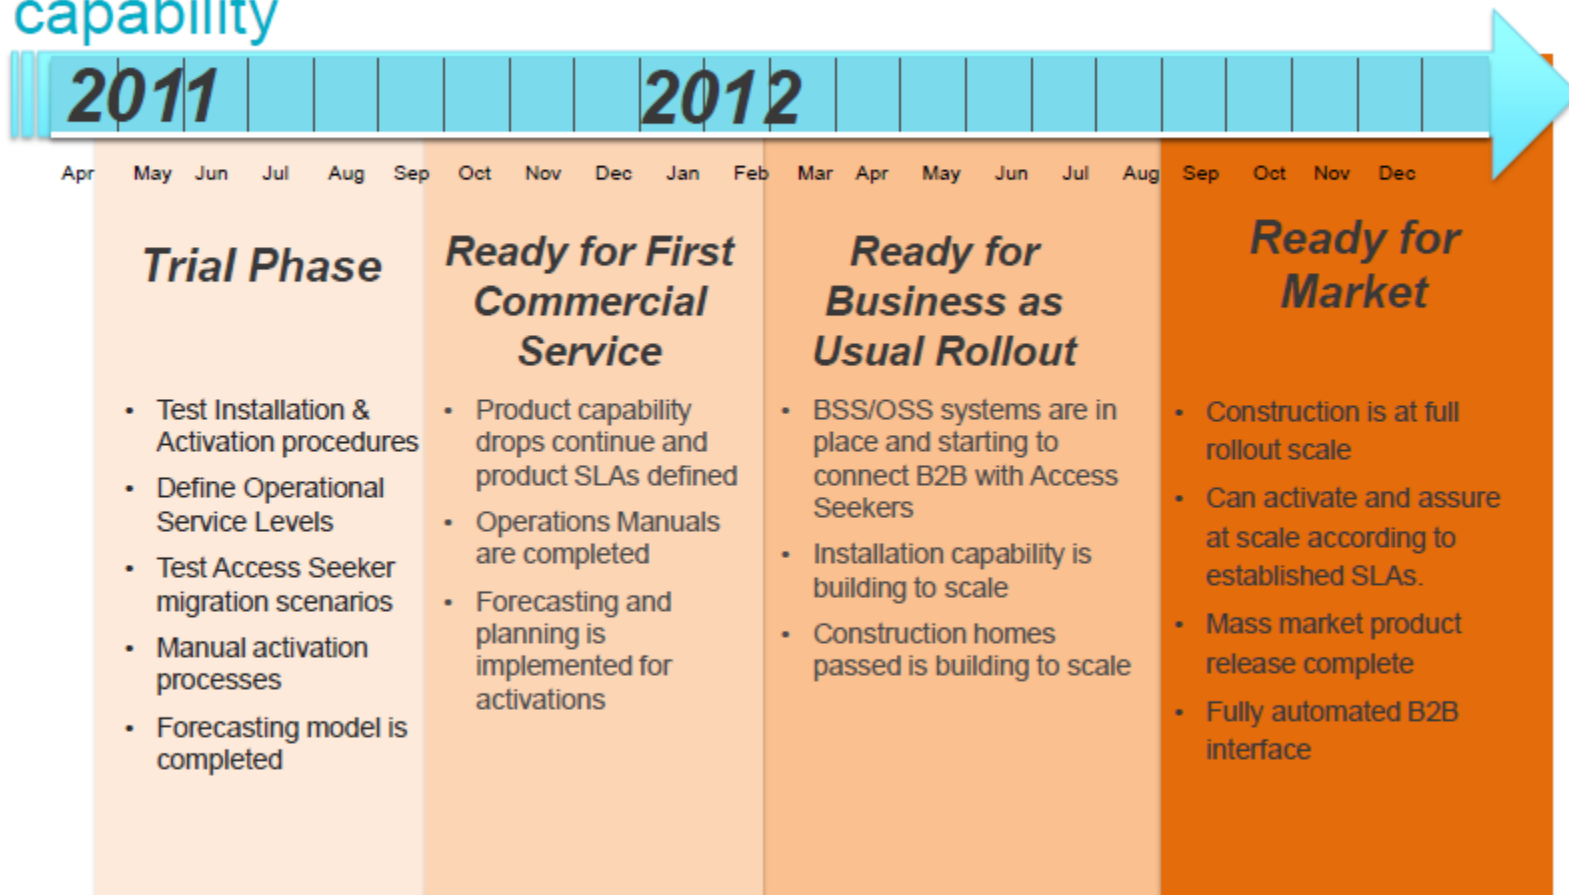 capability
2011 2012
Apr May Jun Jul Aug Sep Oct Nov Dec Jan Feb Mar Apr May Jun Jul Aug Sep Oct Nov Dec
Trial Phase
• Test Installation &
Activation procedures
• Define Operational
Service Levels
• Test Access Seeker
migration scenarios
• Manual activation
processes
• Forecasting model is
completed
Ready for First
Commercial
Service
• Product capability
drops continue and
product SLAs defined
• Operations Manuals
are completed
• Forecasting and
planning is
implemented for
activations
Ready for
Business as
Usual Rollout
• BSS/OSS systems are in
place and starting to
connect B2B with Access
Seekers
• Installation capability is
building to scale
• Construction homes
passed is building to scale
Ready for
Market
• Construction is at full
rollout scale
• Can activate and assure
at scale according to
established SLAs.
• Mass market product
release complete
• Fully automated B2B
interface